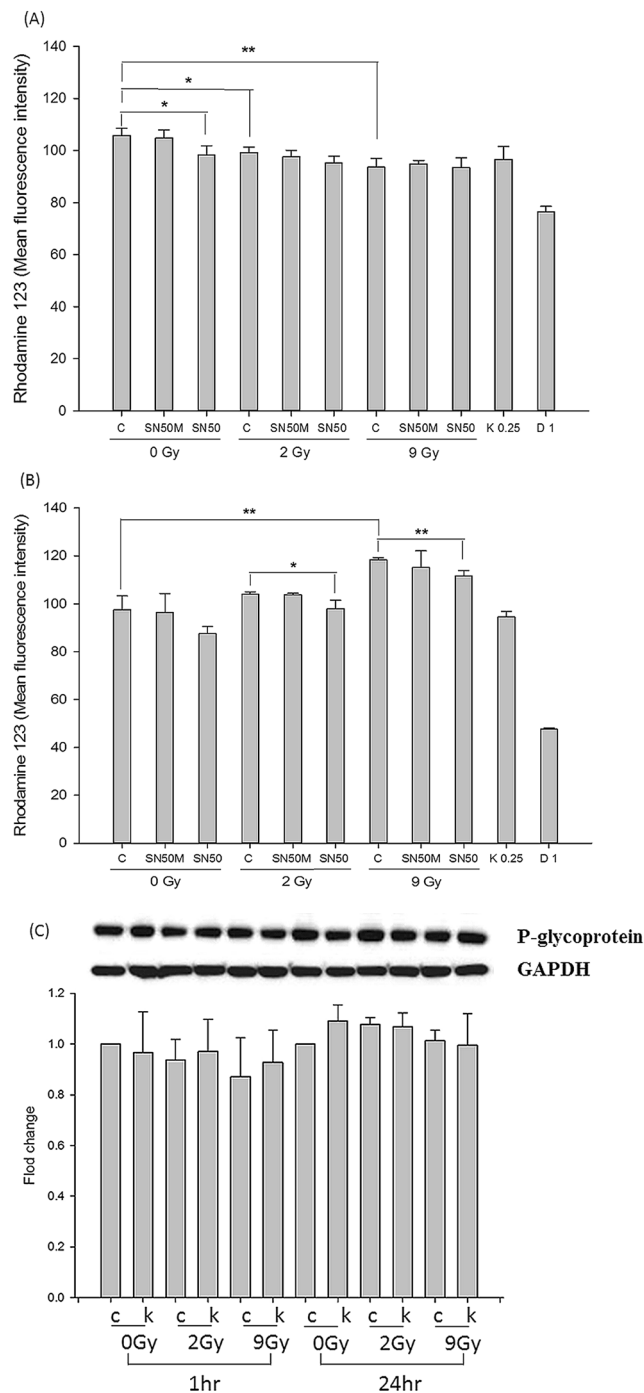 (A)
140
120
100
80
60
40
20
0
Rhodamine 123 (Mean fluorescence intensity)
**
*
*
C SN50M SN50 C SN50M SN50 C SN50M SN50 K 0.25 D 1
0 Gy 2 Gy 9 Gy
(B)
140
120
100
80
60
40
20
0
Rhodamine 123 (Mean fluorescence intensity)
**
**
*
C SN50M SN50 C SN50M SN50 C SN50M SN50 K 0.25 D 1
0 Gy 2 Gy 9 Gy
(C)
P-glycoprotein
GAPDH
1.2
1.0
0.8
0.6
0.4
0.2
0.0
Flod change
c k c k c k c k c k c k
0Gy 2Gy 9Gy 0Gy 2Gy 9Gy
1hr 24hr